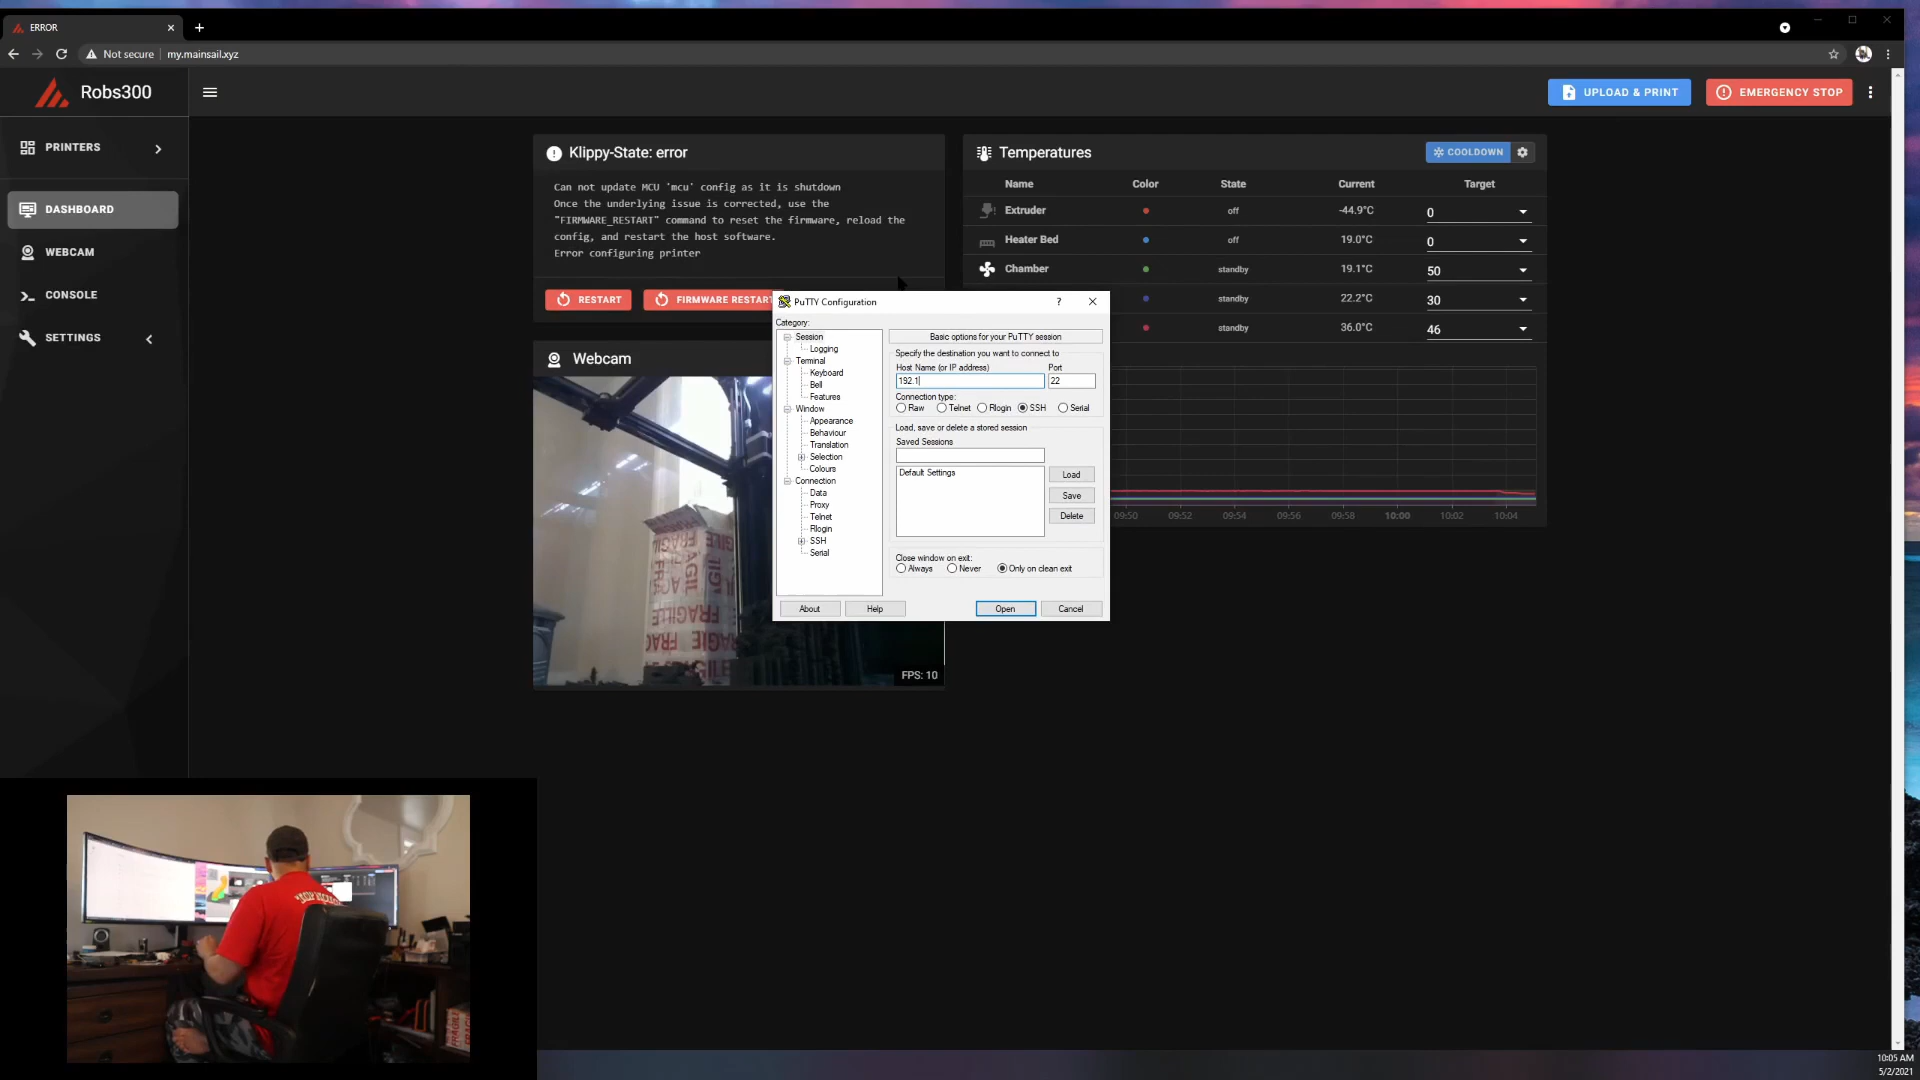 ERROR
Not secure
my.mainsail.xyz
Robs300
UPLOAD & PRINT
EMERGENCY STOP
PRINTERS
DASHBOARD
WEBCAM
CONSOLE
SETTINGS
Klippy-State: error
Can not update MCU 'mcu' config as it is shutdown
Once the underlying issue is corrected, use the
"FIRMWARE_RESTART" command to reset the firmware, reload the
config, and restart the host software.
Error configuring printer
RESTART
FIRMWARE RESTART
Webcam
FRAGILE
FPS: 10
Temperatures
COOLDOWN
Name Color State Current Target
Extruder off -44.9°C 0
Heater Bed off 19.0°C 0
Chamber standby 19.1°C 50
standby 22.2°C 30
standby 36.0°C 46
09:50 09:52 09:54 09:56 09:58 10:00 10:02 10:04
PuTTY Configuration
?
Category:
Session
Logging
Terminal
Keyboard
Bell
Features
Window
Appearance
Behaviour
Translation
Selection
Colours
Connection
Data
Proxy
Telnet
Rlogin
SSH
Serial
Basic options for your PuTTY session
Specify the destination you want to connect to
Host Name (or IP address) Port
192.1 22
Connection type:
Raw Telnet Rlogin SSH Serial
Load, save or delete a stored session
Saved Sessions
Default Settings
Load
Save
Delete
Close window on exit:
Always Never Only on clean exit
About Help Open Cancel
10:05 AM
5/2/2021